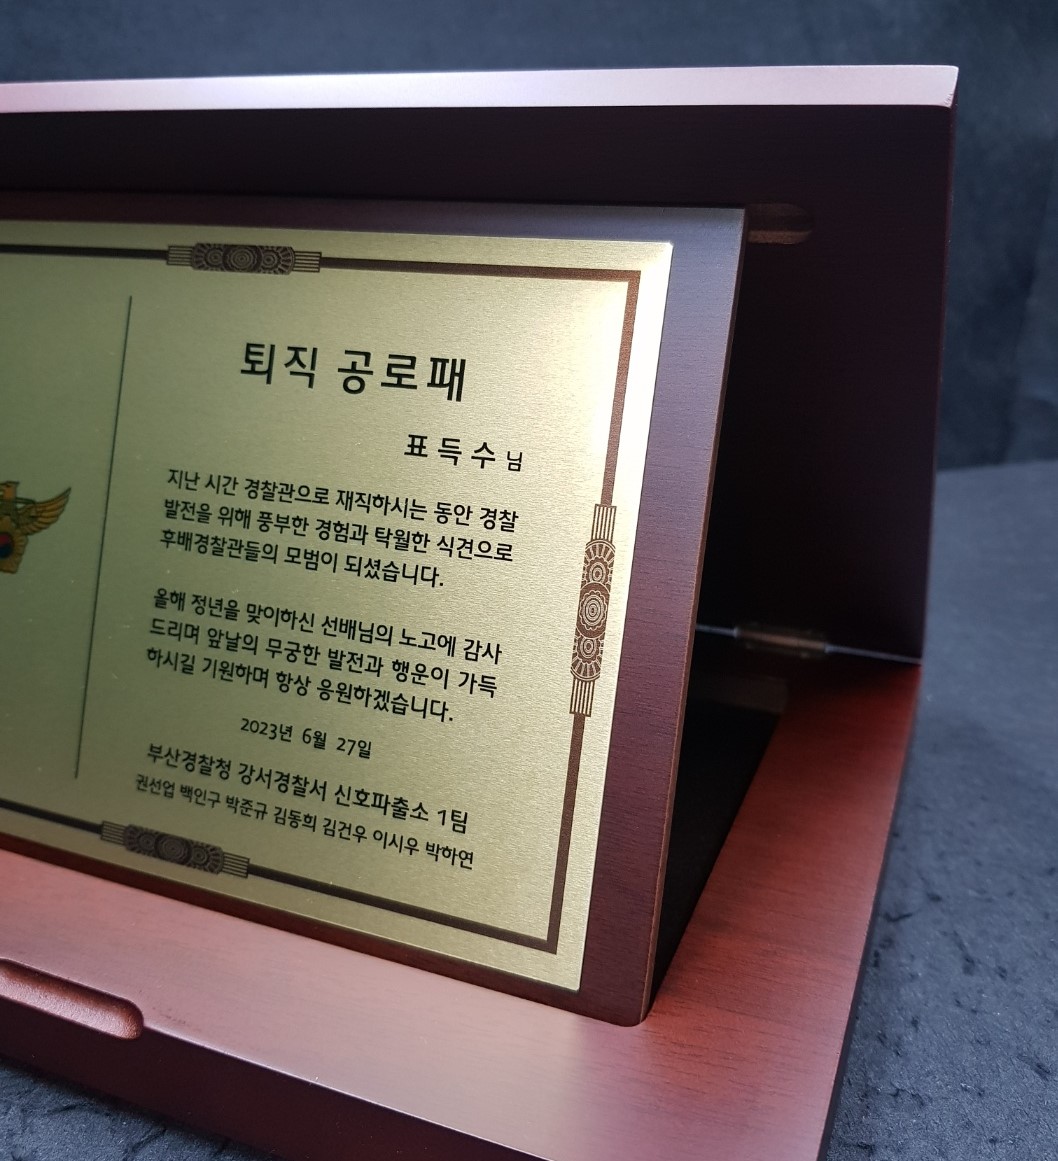 퇴직 공로패
표득수님
지난 시간 경찰관으로 재직하시는 동안 경찰
발전을 위해 풍부한 경험과 탁월한 식견으로
후배경찰관들의 모범이 되셨습니다.
올해 정년을 맞이하신 선배님의 노고에 감사
드리며 앞날의 무궁한 발전과 행운이 가득
하시길 기원하며 항상 응원하겠습니다.
2023년 6월 27일
부산경찰청 강서경찰서 신호파출소 1팀
권선업 백인구 박준규 김동희 김건우 이시우 박하연